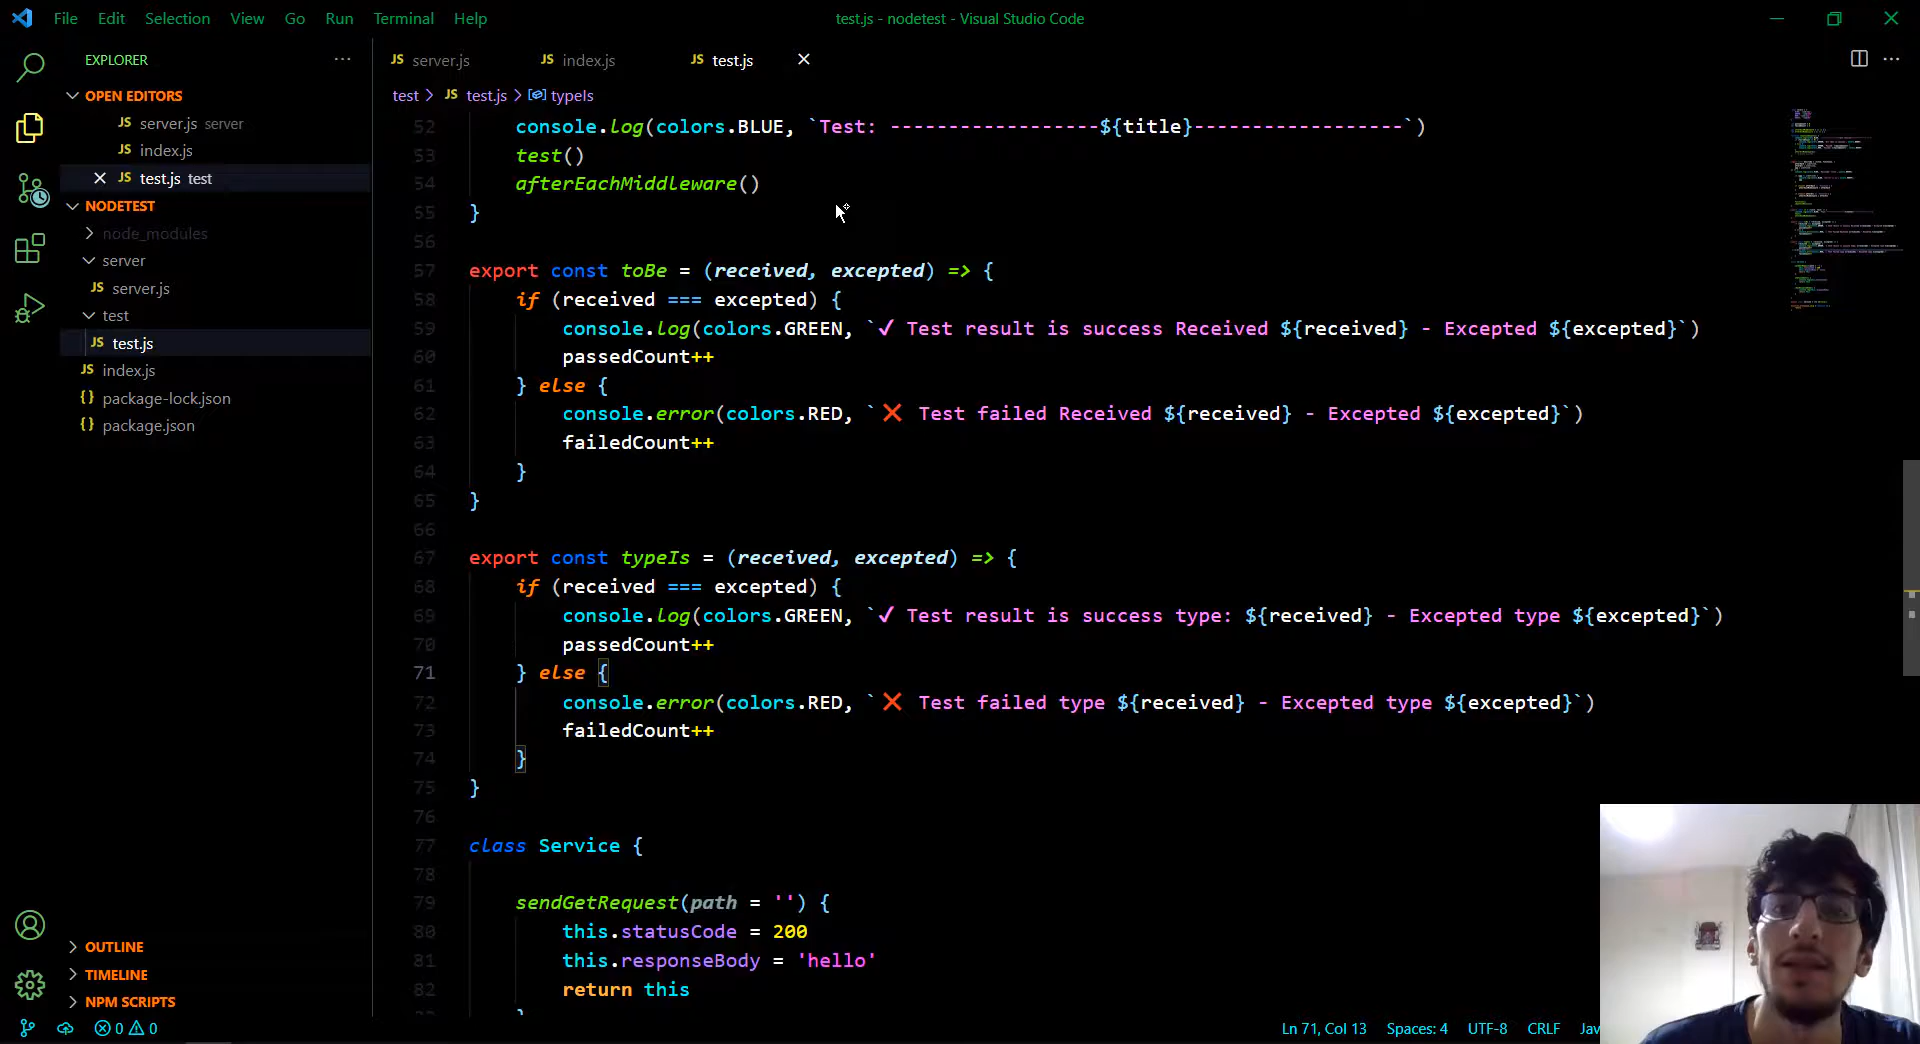 File Edit Selection View Go Run Terminal Help
test.js - nodetest - Visual Studio Code
EXPLORER
OPEN EDITORS
JS server.js server
JS index.js
JS test.js test
NODETEST
node_modules
server
JS server.js
test
JS test.js
JS index.js
{} package-lock.json
{} package.json
OUTLINE
TIMELINE
NPM SCRIPTS
JS server.js JS index.js JS test.js
test > JS test.js > typeIs
52 console.log(colors.BLUE, `Test: ------------------${title}------------------`)
53 test()
54 afterEachMiddleware()
55 }
56
57 export const toBe = (received, excepted) => {
58 if (received === excepted) {
59 console.log(colors.GREEN, `✓ Test result is success Received ${received} - Excepted ${excepted}`)
60 passedCount++
61 } else {
62 console.error(colors.RED, `❌ Test failed Received ${received} - Excepted ${excepted}`)
63 failedCount++
64 }
65 }
66
67 export const typeIs = (received, excepted) => {
68 if (received === excepted) {
69 console.log(colors.GREEN, `✓ Test result is success type: ${received} - Excepted type ${excepted}`)
70 passedCount++
71 } else {
72 console.error(colors.RED, `❌ Test failed type ${received} - Excepted type ${excepted}`)
73 failedCount++
74 }
75 }
76
77 class Service {
78
79 sendGetRequest(path = '') {
80 this.statusCode = 200
81 this.responseBody = 'hello'
82 return this
0 0
Ln 71, Col 13 Spaces: 4 UTF-8 CRLF Jav